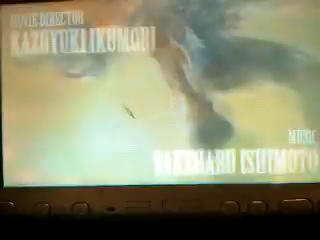 MOVIE DIRECTOR
KAZUYUKI IKUMORI
MUSIC
TAKEHARU ISHIMOTO